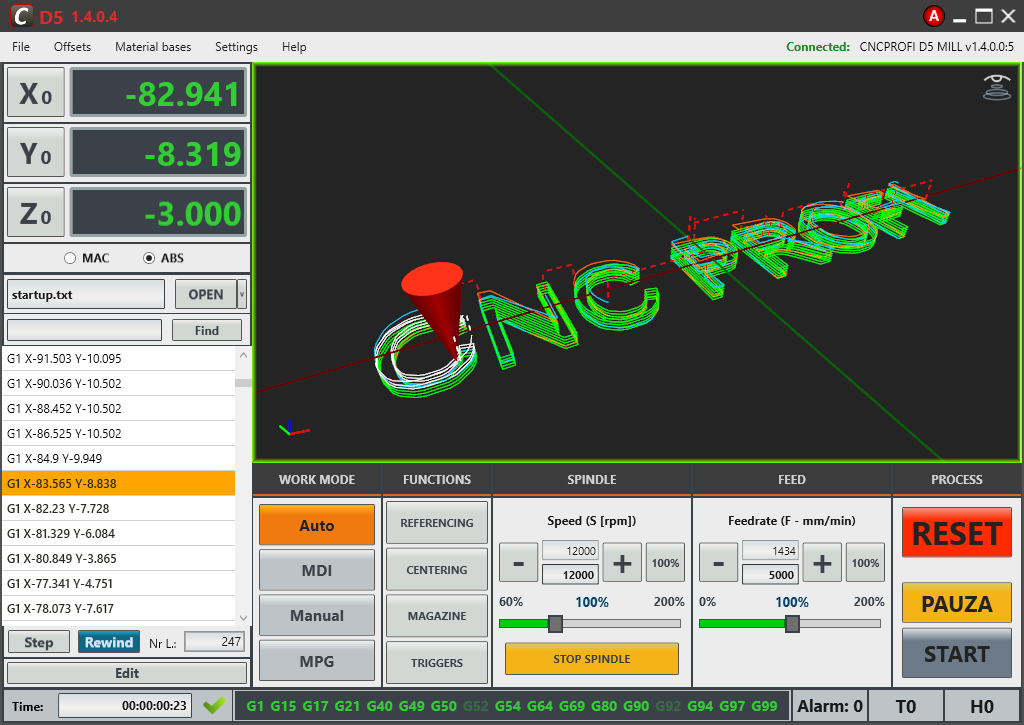 C D5 1.4.0.4 A
File Offsets Material bases Settings Help Connected: CNCPROFI D5 MILL v1.4.0.0:5
X0 -82.941
Y0 -8.319
Z0 -3.000
MAC ABS
startup.txt OPEN
Find
G1 X-91.503 Y-10.095
G1 X-90.036 Y-10.502
G1 X-88.452 Y-10.502
G1 X-86.525 Y-10.502
G1 X-84.9 Y-9.949
G1 X-83.565 Y-8.838
G1 X-82.23 Y-7.728
G1 X-81.329 Y-6.084
G1 X-80.849 Y-3.865
G1 X-77.341 Y-4.751
G1 X-78.073 Y-7.617
Step Rewind Nr L.: 247
Edit
CNC PROFI
WORK MODE
Auto
MDI
Manual
MPG
FUNCTIONS
REFERENCING
CENTERING
MAGAZINE
TRIGGERS
SPINDLE
Speed (S [rpm])
12000
- 12000 + 100%
60% 100% 200%
STOP SPINDLE
FEED
Feedrate (F - mm/min)
1434
- 5000 + 100%
0% 100% 200%
PROCESS
RESET
PAUZA
START
Time: 00:00:00:23 G1 G15 G17 G21 G40 G49 G50 G52 G54 G64 G69 G80 G90 G92 G94 G97 G99 Alarm: 0 T0 H0